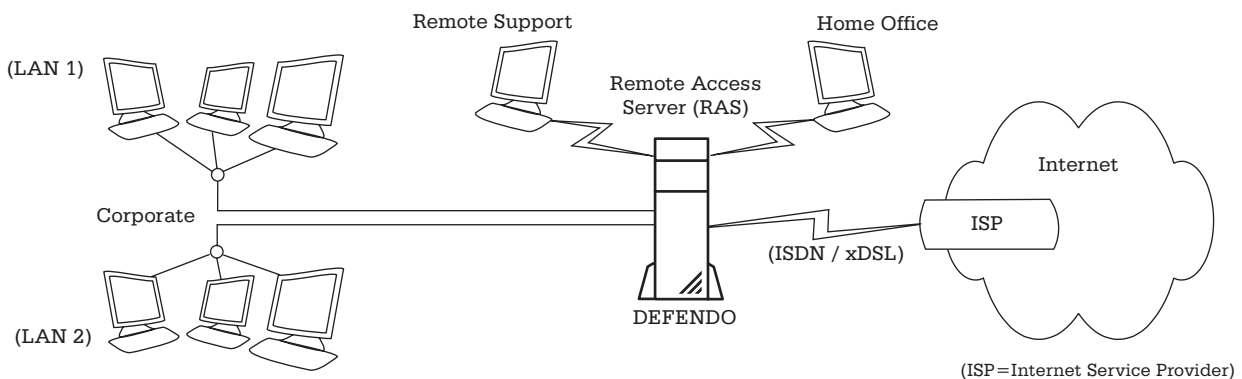 Remote Support
Home Office
(LAN 1)
Remote Access
Server (RAS)
Internet
Corporate
ISP
(ISDN / xDSL)
DEFENDO
(LAN 2)
(ISP=Internet Service Provider)